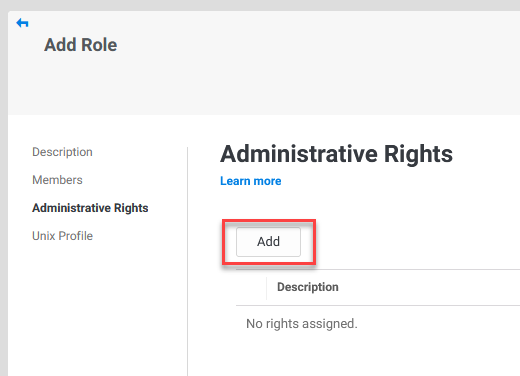 Add Role
Description
Members
Administrative Rights
Unix Profile
Administrative Rights
Learn more
Add
Description
No rights assigned.